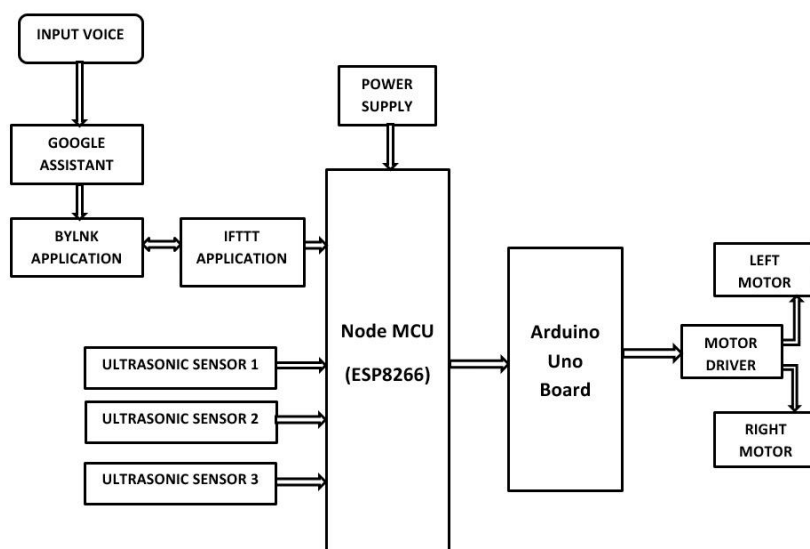 INPUT VOICE
GOOGLE
ASSISTANT
BYLNK
APPLICATION
IFTTT
APPLICATION
POWER
SUPPLY
Node MCU
(ESP8266)
ULTRASONIC SENSOR 1
ULTRASONIC SENSOR 2
ULTRASONIC SENSOR 3
Arduino
Uno
Board
MOTOR
DRIVER
LEFT
MOTOR
RIGHT
MOTOR